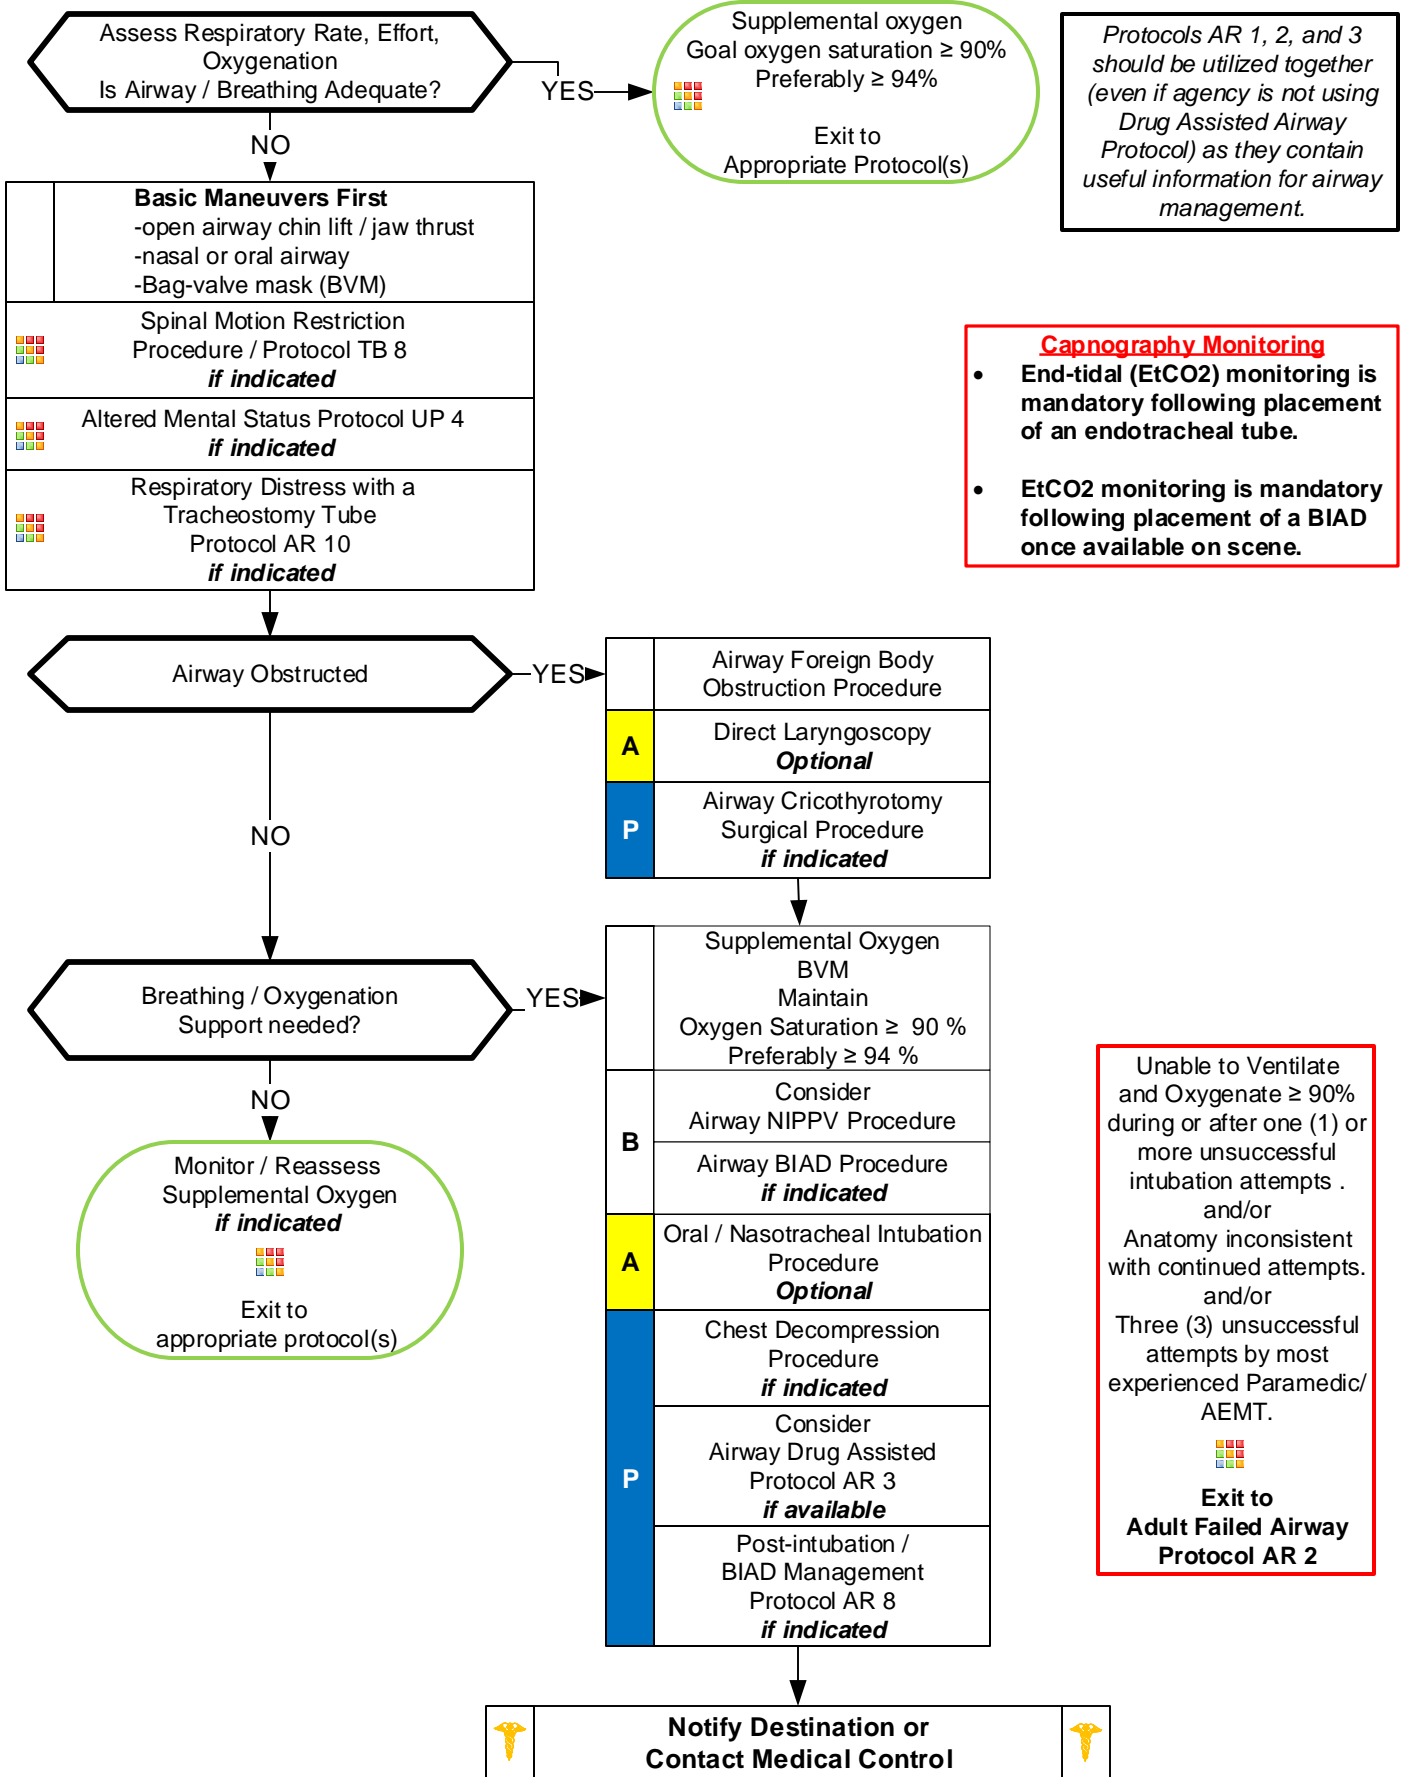 Assess Respiratory Rate, Effort,
Oxygenation
Is Airway / Breathing Adequate?
YES
Supplemental oxygen
Goal oxygen saturation ≥ 90%
Preferably ≥ 94%
Exit to
Appropriate Protocol(s)
Protocols AR 1, 2, and 3
should be utilized together
(even if agency is not using
Drug Assisted Airway
Protocol) as they contain
useful information for airway
management.
NO
Basic Maneuvers First
-open airway chin lift / jaw thrust
-nasal or oral airway
-Bag-valve mask (BVM)
Spinal Motion Restriction
Procedure / Protocol TB 8
if indicated
Altered Mental Status Protocol UP 4
if indicated
Respiratory Distress with a
Tracheostomy Tube
Protocol AR 10
if indicated
Capnography Monitoring
• End-tidal (EtCO2) monitoring is
mandatory following placement
of an endotracheal tube.
• EtCO2 monitoring is mandatory
following placement of a BIAD
once available on scene.
Airway Obstructed
YES
Airway Foreign Body
Obstruction Procedure
A
Direct Laryngoscopy
Optional
P
Airway Cricothyrotomy
Surgical Procedure
if indicated
NO
Breathing / Oxygenation
Support needed?
YES
Supplemental Oxygen
BVM
Maintain
Oxygen Saturation ≥ 90 %
Preferably ≥ 94 %
B
Consider
Airway NIPPV Procedure
Airway BIAD Procedure
if indicated
A
Oral / Nasotracheal Intubation
Procedure
Optional
P
Chest Decompression
Procedure
if indicated
Consider
Airway Drug Assisted
Protocol AR 3
if available
Post-intubation /
BIAD Management
Protocol AR 8
if indicated
NO
Monitor / Reassess
Supplemental Oxygen
if indicated
Exit to
appropriate protocol(s)
Unable to Ventilate
and Oxygenate ≥ 90%
during or after one (1) or
more unsuccessful
intubation attempts .
and/or
Anatomy inconsistent
with continued attempts.
and/or
Three (3) unsuccessful
attempts by most
experienced Paramedic/
AEMT.
Exit to
Adult Failed Airway
Protocol AR 2
Notify Destination or
Contact Medical Control